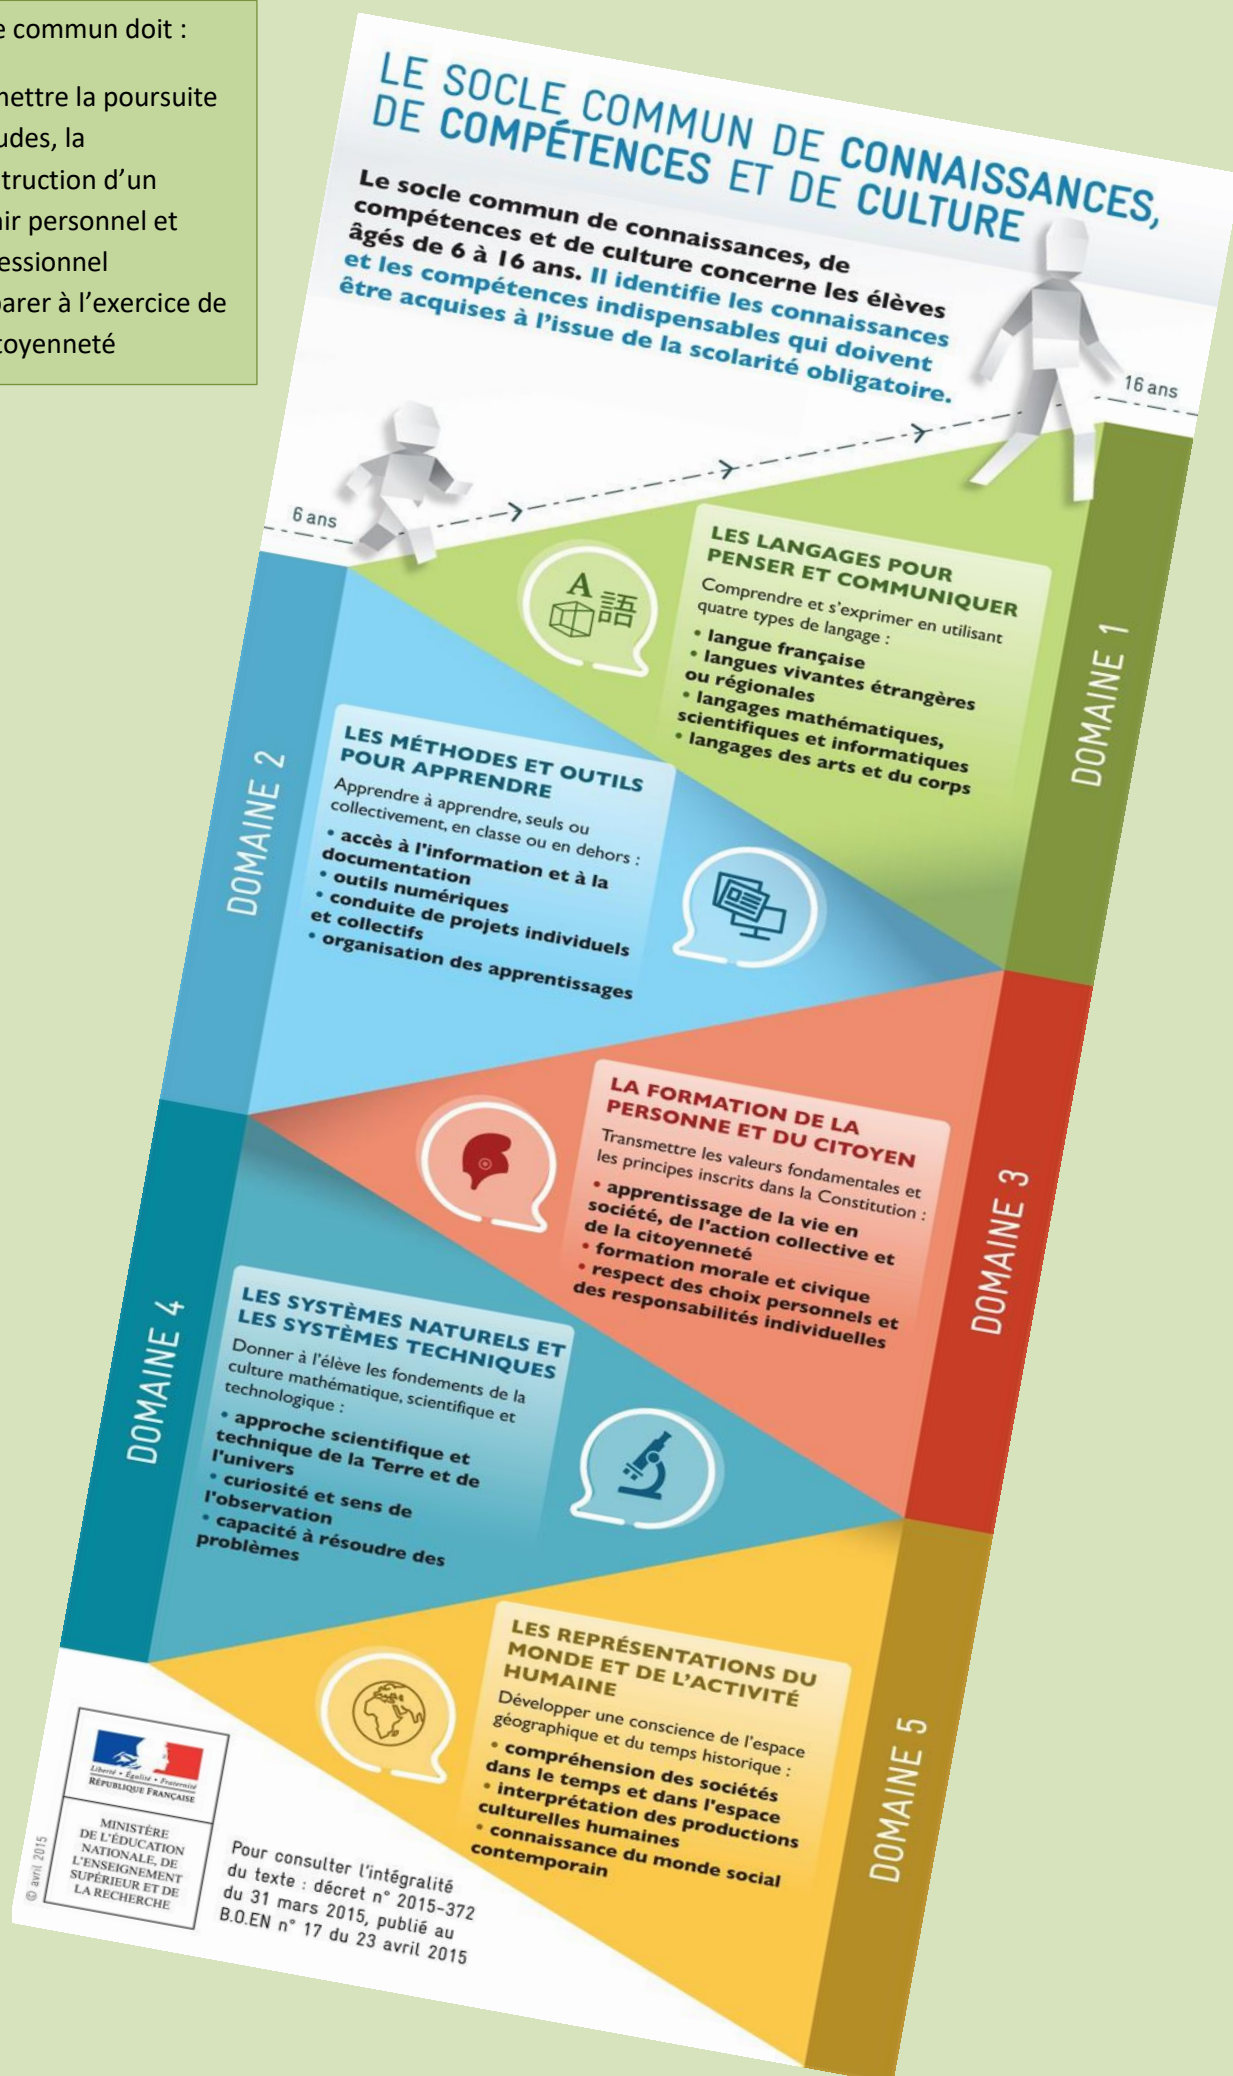 commun doit :
la poursuite
la
d’un
personnel et
à l’exercice de
LE SOCLE COMMUN DE CONNAISSANCES,
DE COMPÉTENCES ET DE CULTURE
Le socle commun de connaissances, de
compétences et de culture concerne les élèves
âgés de 6 à 16 ans. Il identifie les connaissances
et les compétences indispensables qui doivent
être acquises à l’issue de la scolarité obligatoire.
16 ans
6 ans
LES LANGAGES POUR
PENSER ET COMMUNIQUER
Comprendre et s’exprimer en utilisant
quatre types de langage :
• langue française
• langues vivantes étrangères
ou régionales
• langages mathématiques,
scientifiques et informatiques
• langages des arts et du corps
A 語
DOMAINE 1
LES MÉTHODES ET OUTILS
POUR APPRENDRE
Apprendre à apprendre, seuls ou
collectivement, en classe ou en dehors :
• accès à l'information et à la
documentation
• outils numériques
• conduite de projets individuels
et collectifs
• organisation des apprentissages
DOMAINE 2
LA FORMATION DE LA
PERSONNE ET DU CITOYEN
Transmettre les valeurs fondamentales et
les principes inscrits dans la Constitution :
• apprentissage de la vie en
société, de l'action collective et
de la citoyenneté
• formation morale et civique
• respect des choix personnels et
des responsabilités individuelles
DOMAINE 3
LES SYSTÈMES NATURELS ET
LES SYSTÈMES TECHNIQUES
Donner à l’élève les fondements de la
culture mathématique, scientifique et
technologique :
• approche scientifique et
technique de la Terre et de
l'univers
• curiosité et sens de
l'observation
• capacité à résoudre des
problèmes
DOMAINE 4
LES REPRÉSENTATIONS DU
MONDE ET DE L’ACTIVITÉ
HUMAINE
Développer une conscience de l'espace
géographique et du temps historique :
• compréhension des sociétés
dans le temps et dans l'espace
• interprétation des productions
culturelles humaines
• connaissance du monde social
contemporain
DOMAINE 5
Liberté • Égalité • Fraternité
RÉPUBLIQUE FRANÇAISE
MINISTÈRE
DE L’ÉDUCATION
NATIONALE, DE
L’ENSEIGNEMENT
SUPÉRIEUR ET DE
LA RECHERCHE
© avril 2015
Pour consulter l’intégralité
du texte : décret n° 2015-372
du 31 mars 2015, publié au
B.O.EN n° 17 du 23 avril 2015